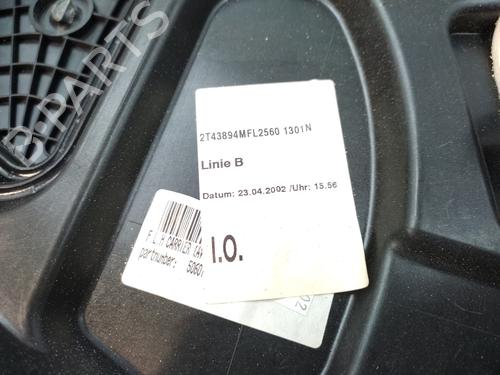 B-PARTS
2T43894MFL2560 1301N
Linie B
Datum: 23.04.2002 /Uhr: 15.56
I.O.
F L H CARRIER
partnumber: